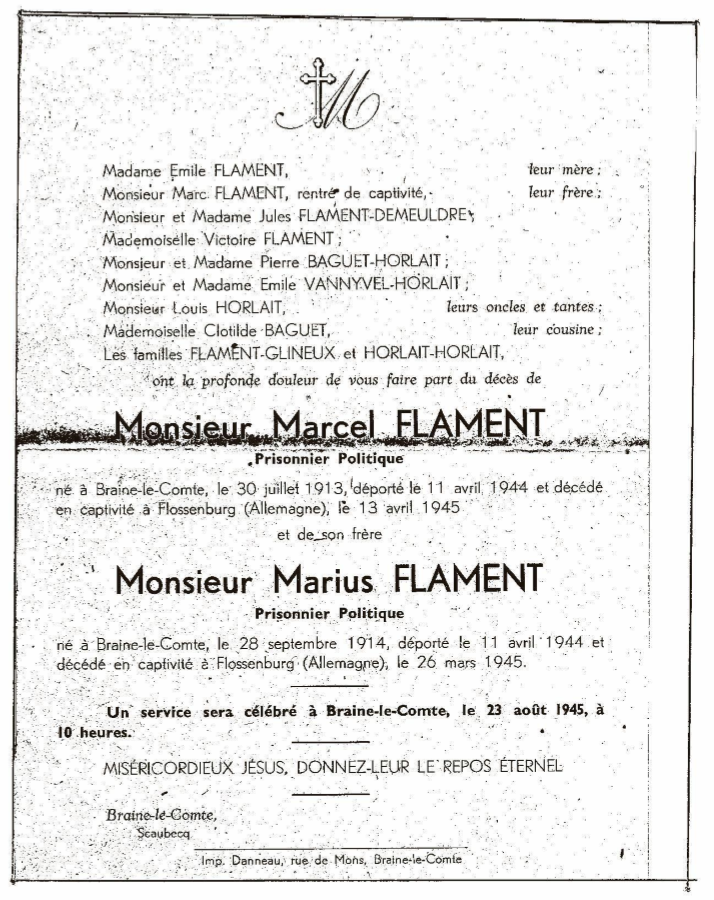 M
Madame Emile FLAMENT, leur mère ;
Monsieur Marc FLAMENT, rentré de captivité, leur frère ;
Monsieur et Madame Jules FLAMENT-DEMEULDRE ;
Mademoiselle Victoire FLAMENT ;
Monsieur et Madame Pierre BAGUET-HORLAIT ;
Monsieur et Madame Emile VANNYVEL-HORLAIT ;
Monsieur Louis HORLAIT, leurs oncles et tantes ;
Mademoiselle Clotilde BAGUET, leur cousine ;
Les familles FLAMENT-GLINEUX et HORLAIT-HORLAIT,
ont la profonde douleur de vous faire part du décès de
Monsieur Marcel FLAMENT
Prisonnier Politique
né à Braine-le-Comte, le 30 juillet 1913, déporté le 11 avril 1944 et décédé
en captivité à Flossenburg (Allemagne), le 13 avril 1945
et de son frère
Monsieur Marius FLAMENT
Prisonnier Politique
né à Braine-le-Comte, le 28 septembre 1914, déporté le 11 avril 1944 et
décédé en captivité à Flossenburg (Allemagne), le 26 mars 1945.
Un service sera célébré à Braine-le-Comte, le 23 août 1945, à
10 heures.
MISÉRICORDIEUX JÉSUS, DONNEZ-LEUR LE REPOS ÉTERNEL
Braine-le-Comte,
Scaubecq
Imp. Danneau, rue de Mons, Braine-le-Comte